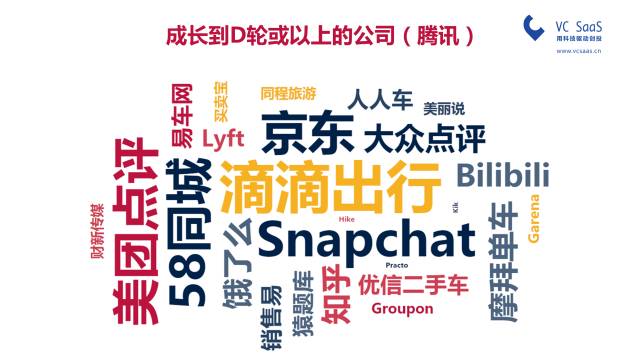 成长到D轮或以上的公司（腾讯）
VC SaaS
用科技驱动创投
www.vcsaas.cn
易车网
买卖宝
同程旅游
人人车
美丽说
Lyft
京东
大众点评
美团点评
58同城
滴滴出行
Bilibili
财新传媒
饿了么
Hike
Kik
Garena
Snapchat
摩拜单车
Practo
销售易
猿题库
知乎
优信二手车
Groupon